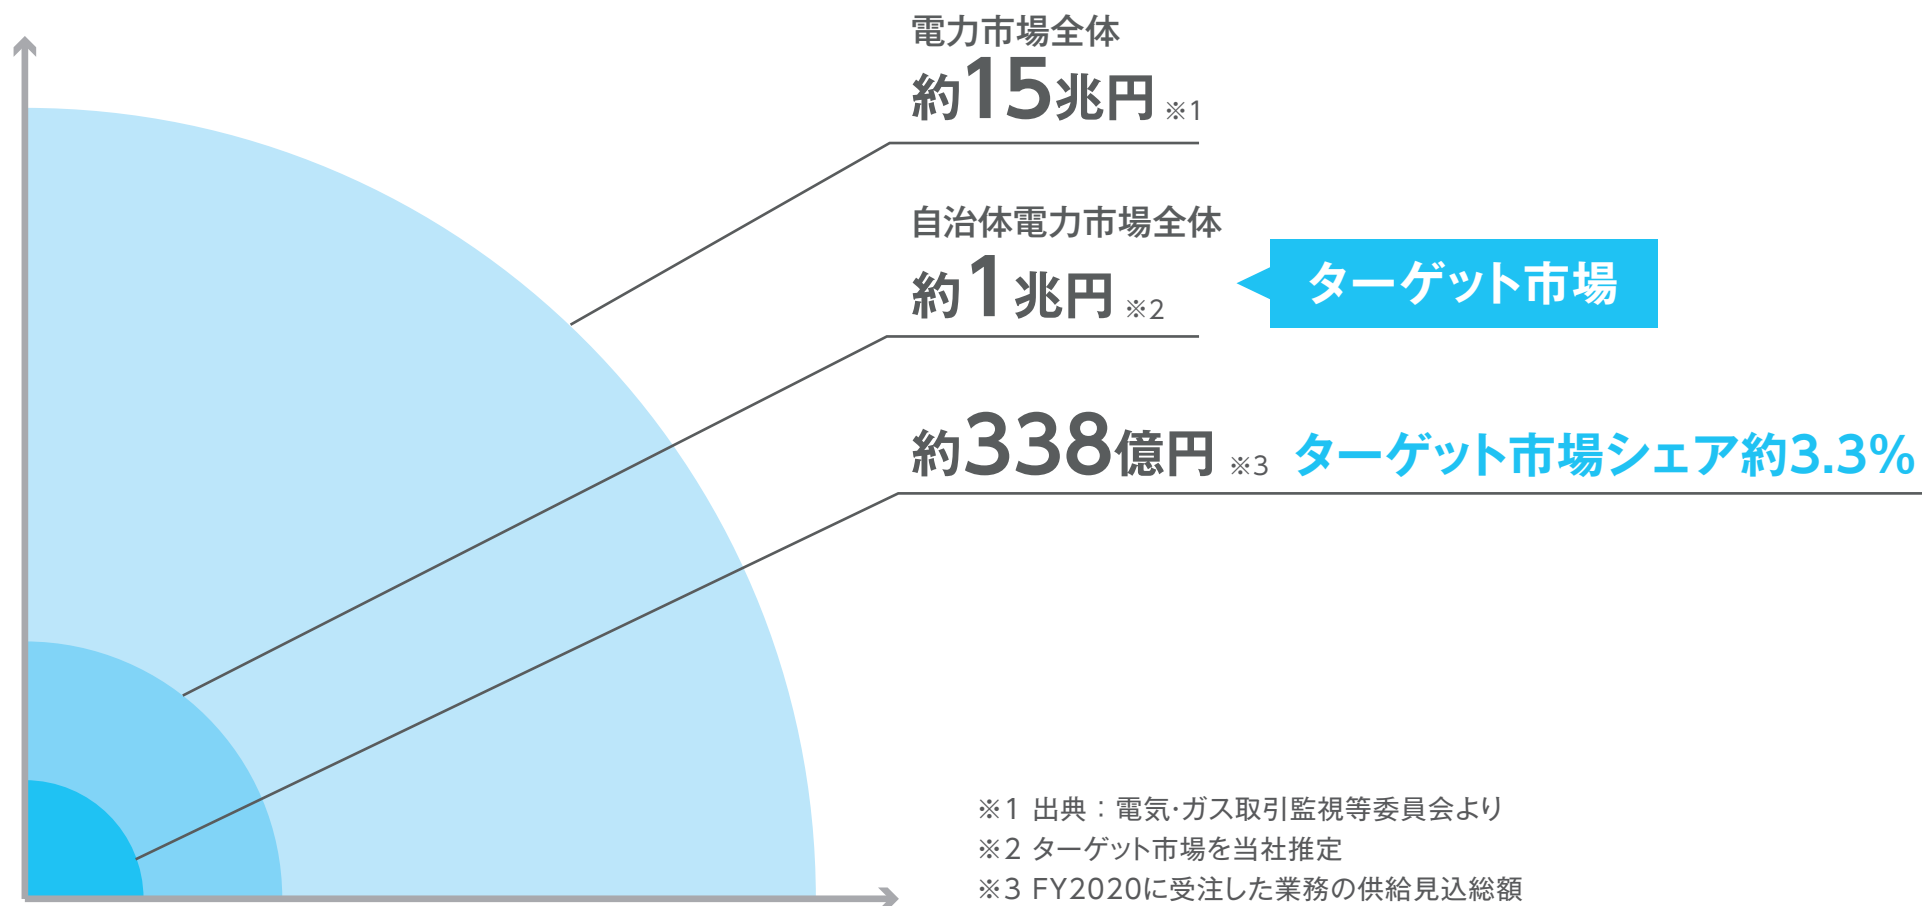 電力市場全体
約15兆円 ※1
自治体電力市場全体
約1兆円 ※2
ターゲット市場
約338億円 ※3 ターゲット市場シェア約3.3%
※1 出典：電気・ガス取引監視等委員会より
※2 ターゲット市場を当社推定
※3 FY2020に受注した業務の供給見込総額